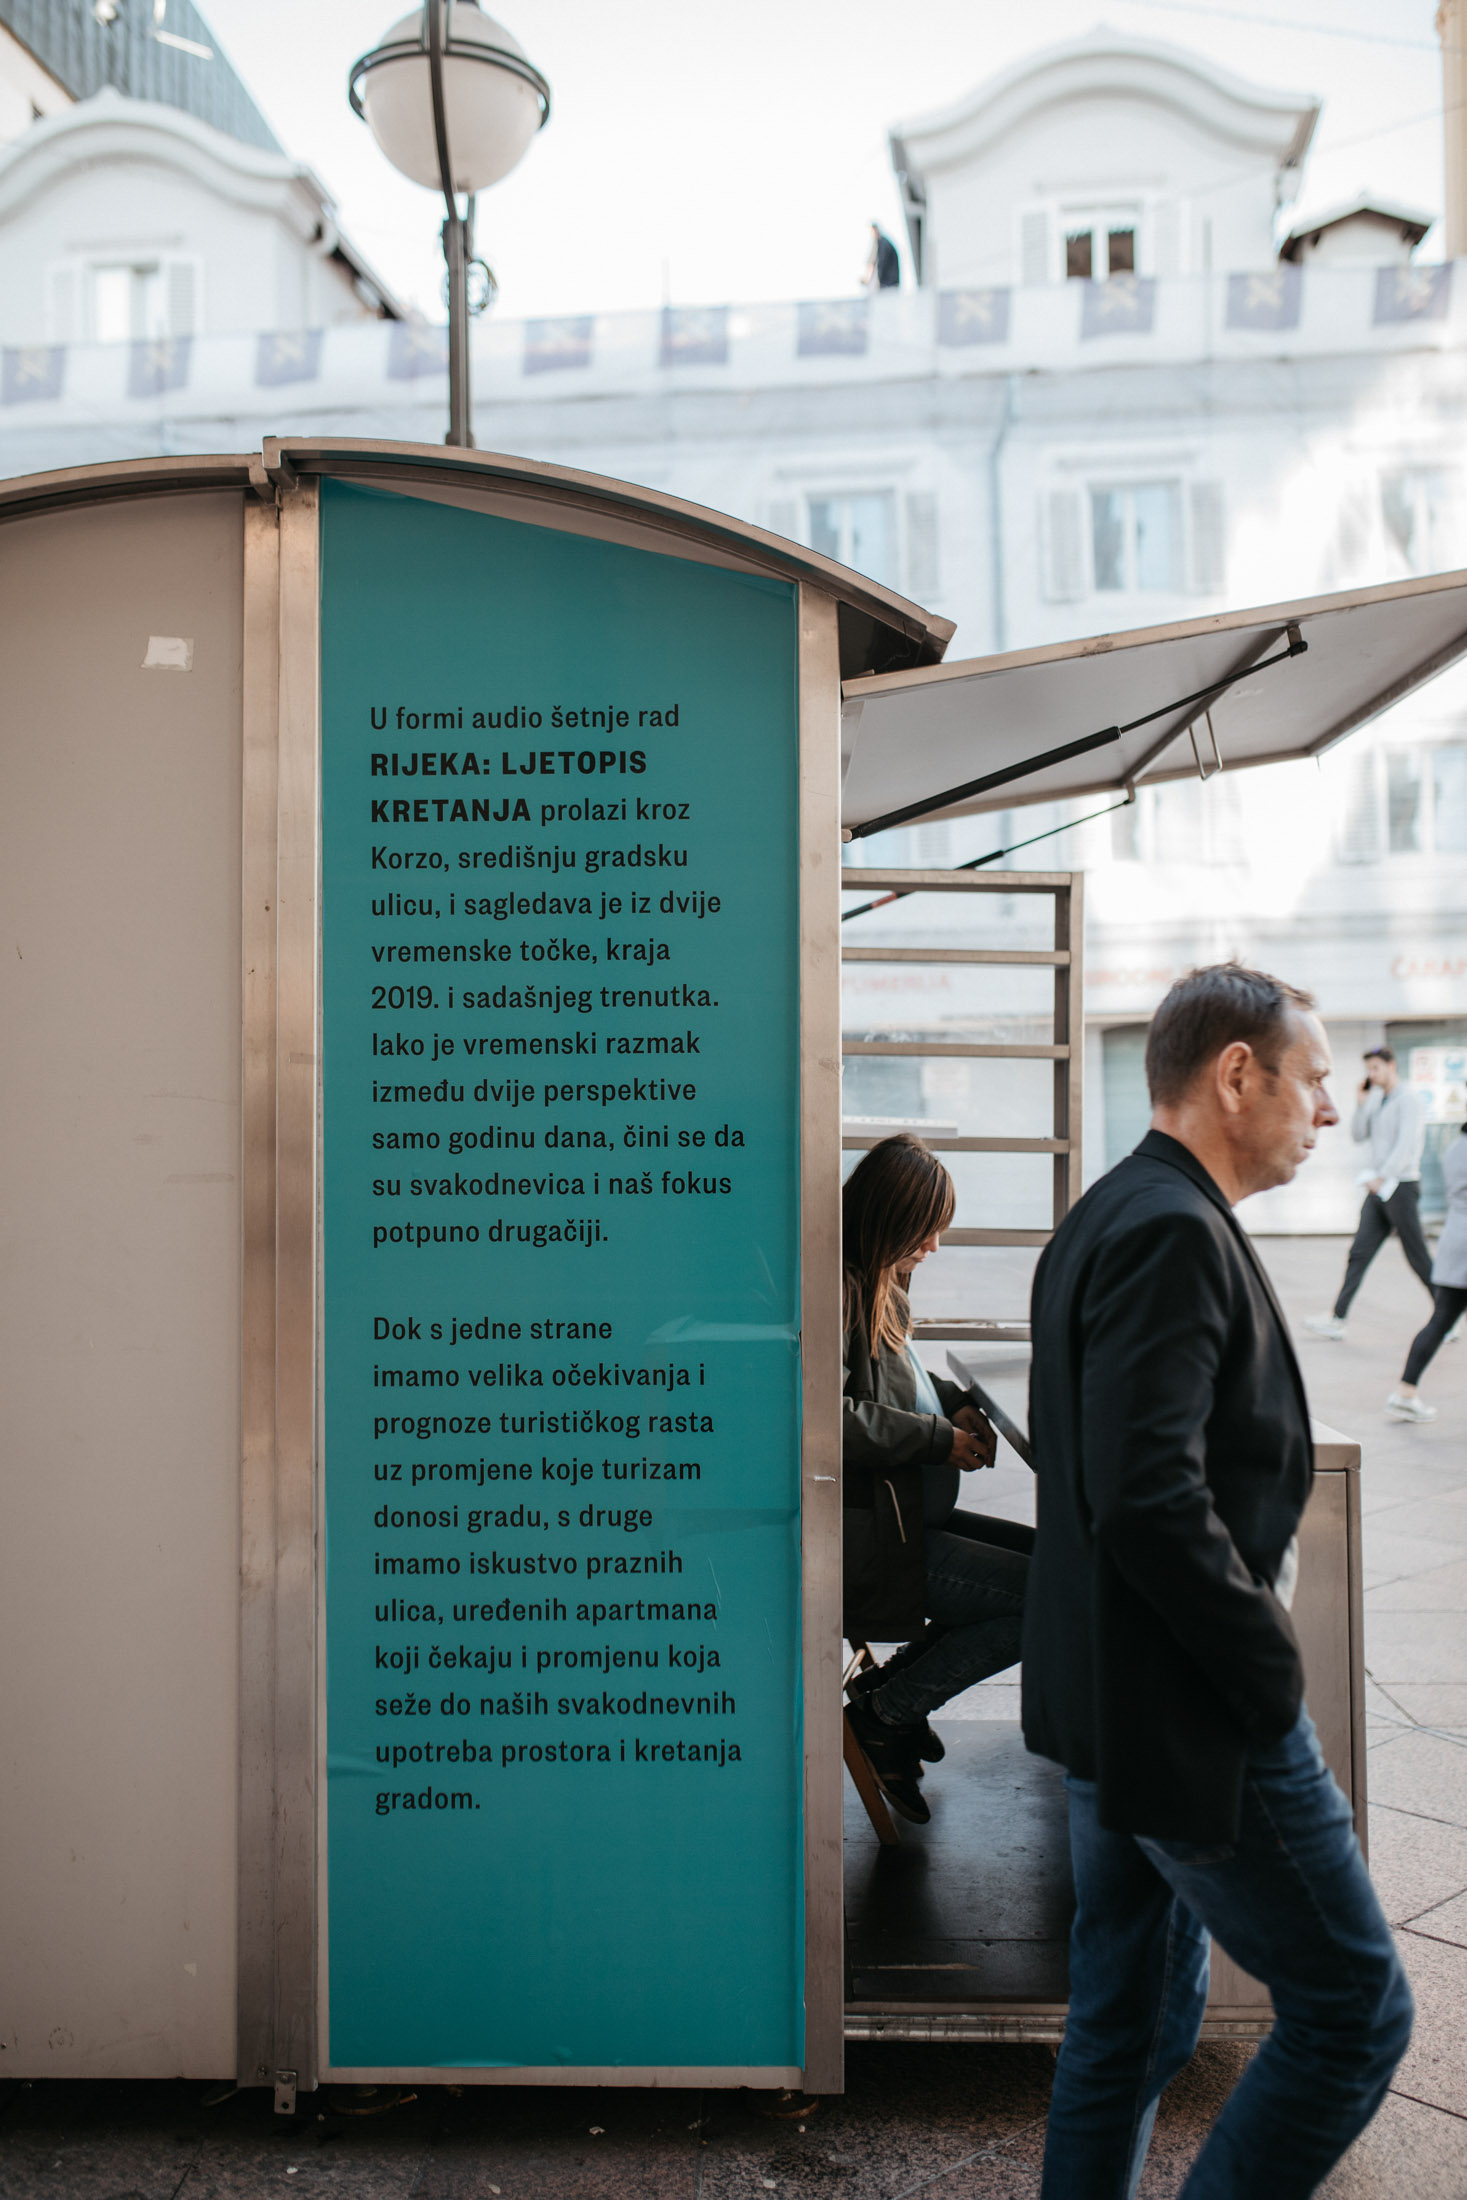 U formi audio šetnje rad
RIJEKA: LJETOPIS
KRETANJA prolazi kroz
Korzo, središnju gradsku
ulicu, i sagledava je iz dvije
vremenske točke, kraja
2019. i sadašnjeg trenutka.
Iako je vremenski razmak
između dvije perspektive
samo godinu dana, čini se da
su svakodnevica i naš fokus
potpuno drugačiji.
Dok s jedne strane
imamo velika očekivanja i
prognoze turističkog rasta
uz promjene koje turizam
donosi gradu, s druge
imamo iskustvo praznih
ulica, uređenih apartmana
koji čekaju i promjenu koja
seže do naših svakodnevnih
upotreba prostora i kretanja
gradom.